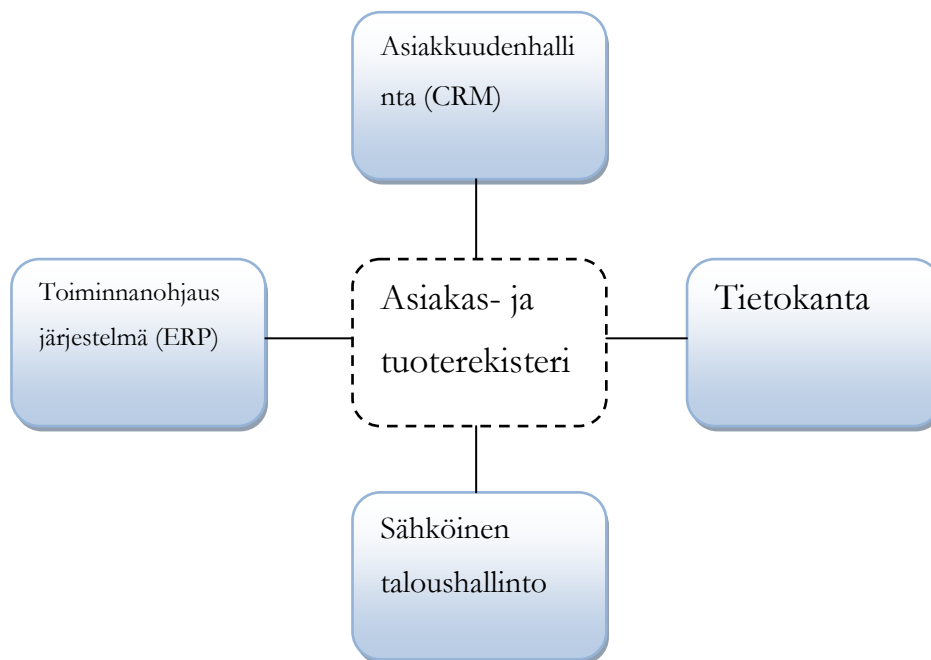 Asiakkuudenhalli
nta (CRM)
Toiminnanohjaus
järjestelmä (ERP)
Asiakas- ja
tuoterekisteri
Tietokanta
Sähköinen
taloushallinto